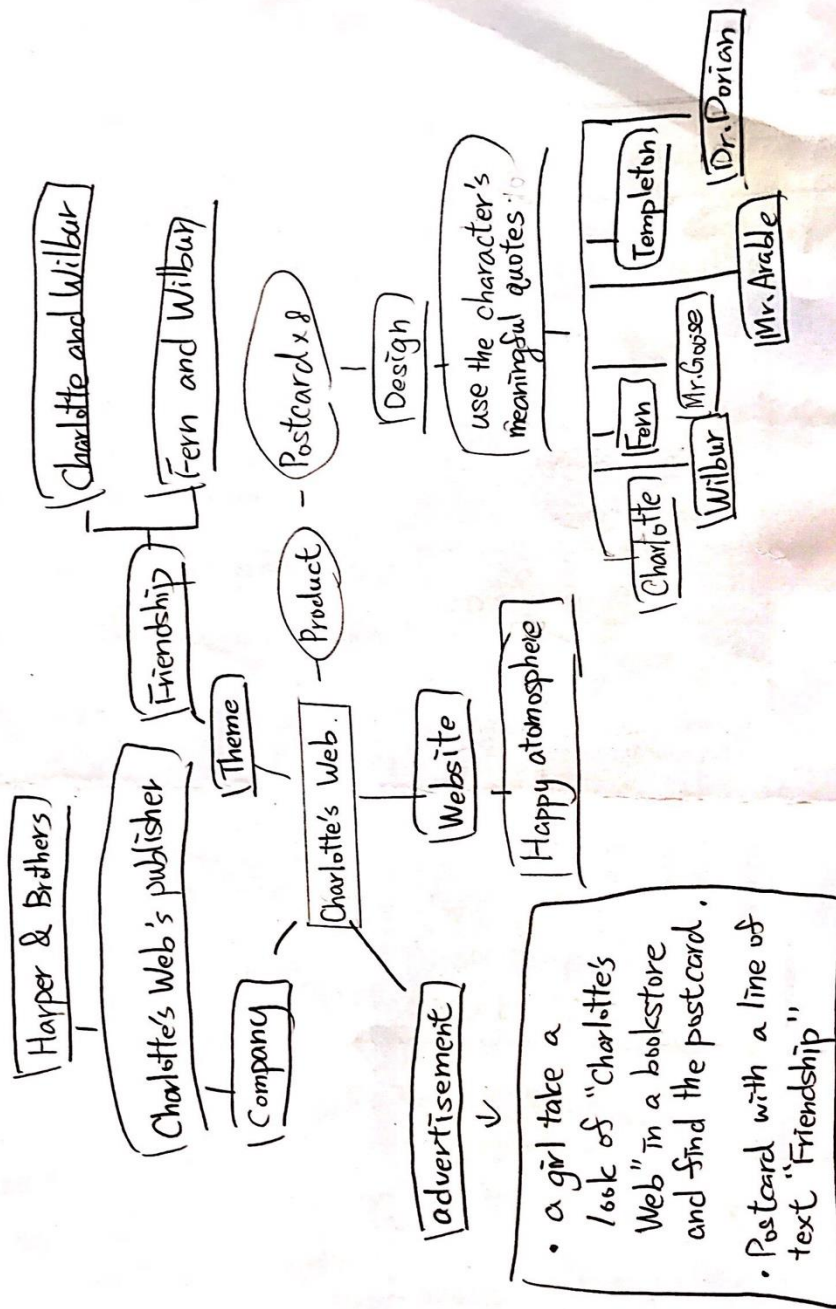 Harper & Brothers
Charlotte's Web's publisher
Company
Charlotte and Wilbur
Fern and Wilbur
Friendship
Theme
Charlotte's Web.
Product
Postcard x 8
Design
use the character's
meaningful quotes
Charlotte
Wilbur
Fern
Mr.Goose
Templeton
Mr.Arable
Dr.Dorian
Website
Happy atomosphere
advertisement
• a girl take a
look of "Charlotte's
Web" in a bookstore
and find the postcard.
• Postcard with a line of
text "Friendship"